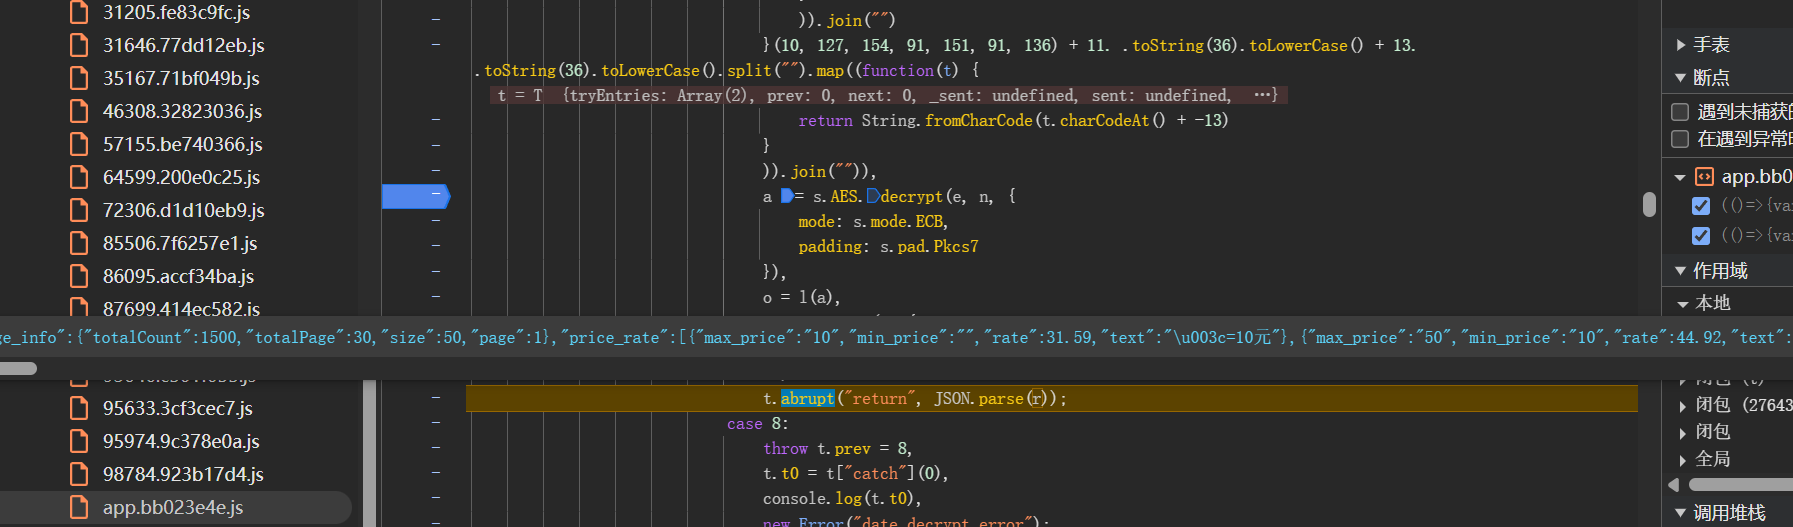 31205.fe83c9fc.js
31646.77dd12eb.js
35167.71bf049b.js
46308.32823036.js
57155.be740366.js
64599.200e0c25.js
72306.d1d10eb9.js
85506.7f6257e1.js
86095.accf34ba.js
87699.414ec582.js
)).join("")
}(10, 127, 154, 91, 151, 91, 136) + 11. .toString(36).toLowerCase() + 13.
.toString(36).toLowerCase().split("").map((function(t) {
t = T {tryEntries: Array(2), prev: 0, next: 0, _sent: undefined, sent: undefined, …}
return String.fromCharCode(t.charCodeAt() + -13)
}
)).join("")),
a = s.AES.decrypt(e, n, {
mode: s.mode.ECB,
padding: s.pad.Pkcs7
}),
o = l(a),
ge_info":{"totalCount":1500,"totalPage":30,"size":50,"page":1},"price_rate":[{"max_price":"10","min_price":"","rate":31.59,"text":"\u003c=10元"},{"max_price":"50","min_price":"10","rate":44.92,"text":
95633.3cf3cec7.js
95974.9c378e0a.js
98784.923b17d4.js
app.bb023e4e.js
t.abrupt("return", JSON.parse(r));
case 8:
throw t.prev = 8,
t.t0 = t["catch"](0),
console.log(t.t0),
new Error("date decrypt error");
手表
断点
遇到未捕获的
在遇到异常时
app.bb0
(()=>{va
(()=>{va
作用域
本地
闭包 (t)
闭包 (27643
闭包
全局
调用堆栈